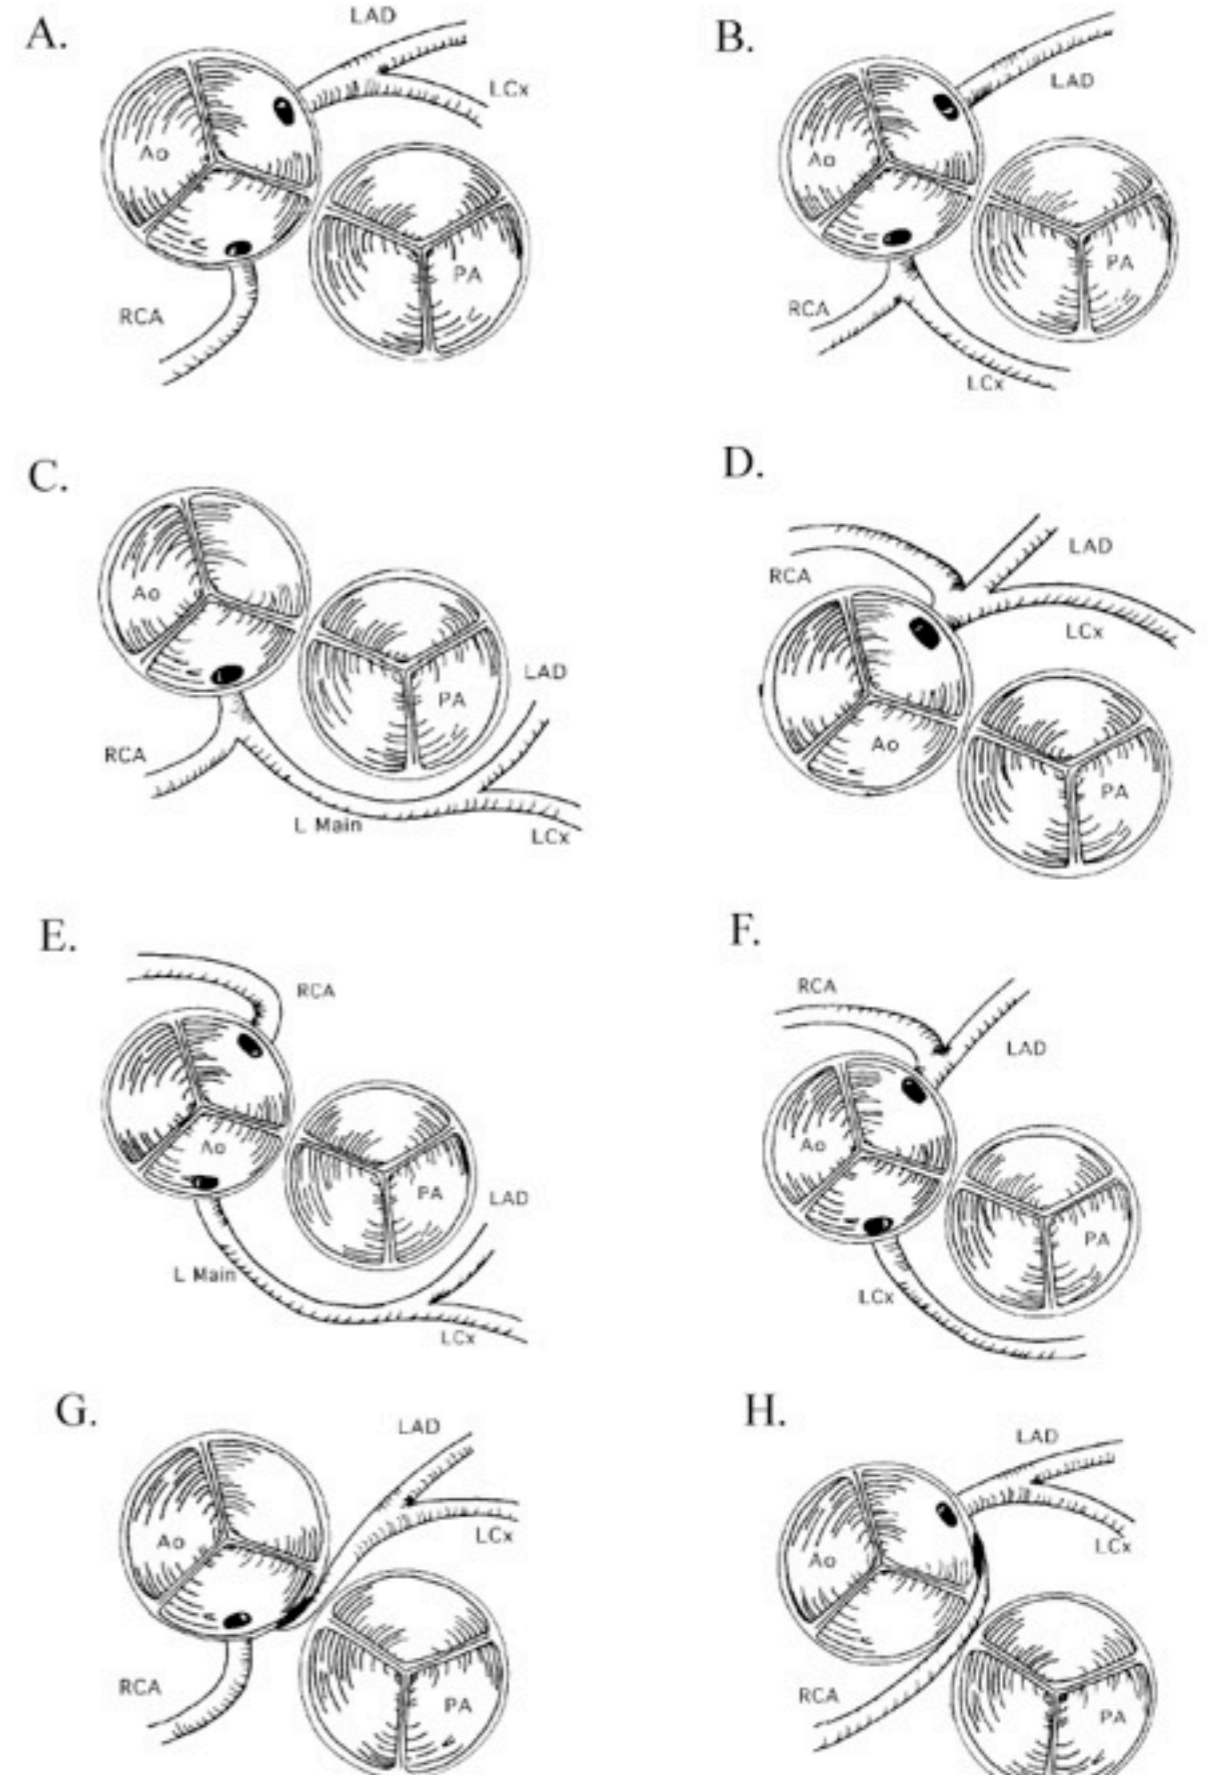 A.
LAD
LCx
Ao
PA
RCA
B.
LAD
Ao
PA
RCA
LCx
C.
Ao
PA
LAD
RCA
L Main
LCx
D.
RCA
LAD
LCx
Ao
PA
E.
RCA
Ao
PA
LAD
L Main
LCx
F.
RCA
LAD
Ao
PA
LCx
G.
LAD
LCx
Ao
RCA
PA
H.
LAD
LCx
Ao
RCA
PA